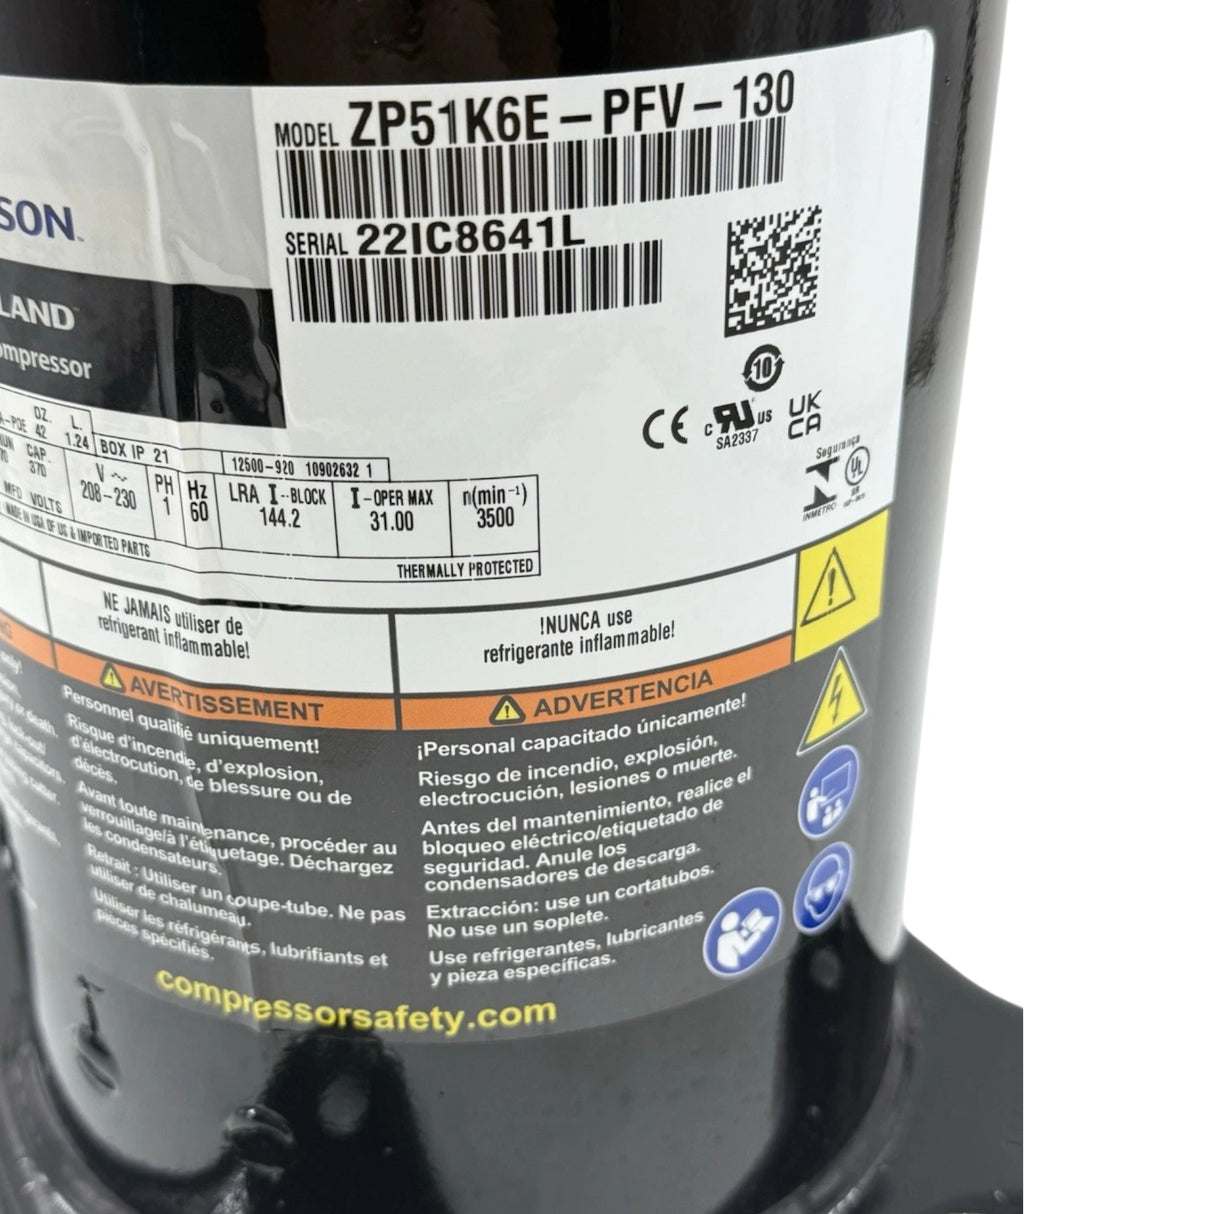 MODEL ZP51K6E-PFV-130
SERIAL 22IC8641L
SON
LAND™
ompressor
10
CE
c RU US
SA2337
UK
CA
Segurança
UL
BR
INMETRO
OZ. L.
42 1.24
BOX IP 21
12500-920 10902632 1
CAP
370
MFD VOLTS
V ~
208-230
PH
1
Hz
60
LRA I--BLOCK
144.2
I-OPER MAX
31.00
n(min⁻¹)
3500
MADE IN USA OF US & IMPORTED PARTS
THERMALLY PROTECTED
NE JAMAIS utiliser de
refrigerant inflammable!
!NUNCA use
refrigerante inflammable!
AVERTISSEMENT
Personnel qualifié uniquement!
Risque d'incendie, d'explosion,
d'électrocution, de blessure ou de
décès.
Avant toute maintenance, procéder au
verrouillage/à l'étiquetage. Déchargez
les condensateurs.
Retrait : Utiliser un coupe-tube. Ne pas
utiliser de chalumeau.
Utiliser les réfrigérants, lubrifiants et
pièces spécifiés.
ADVERTENCIA
¡Personal capacitado únicamente!
Riesgo de incendio, explosión,
electrocución, lesiones o muerte.
Antes del mantenimiento, realice el
bloqueo eléctrico/etiquetado de
seguridad. Anule los
condensadores de descarga.
Extracción: use un cortatubos.
No use un soplete.
Use refrigerantes, lubricantes
y pieza específicas.
compressorsafety.com